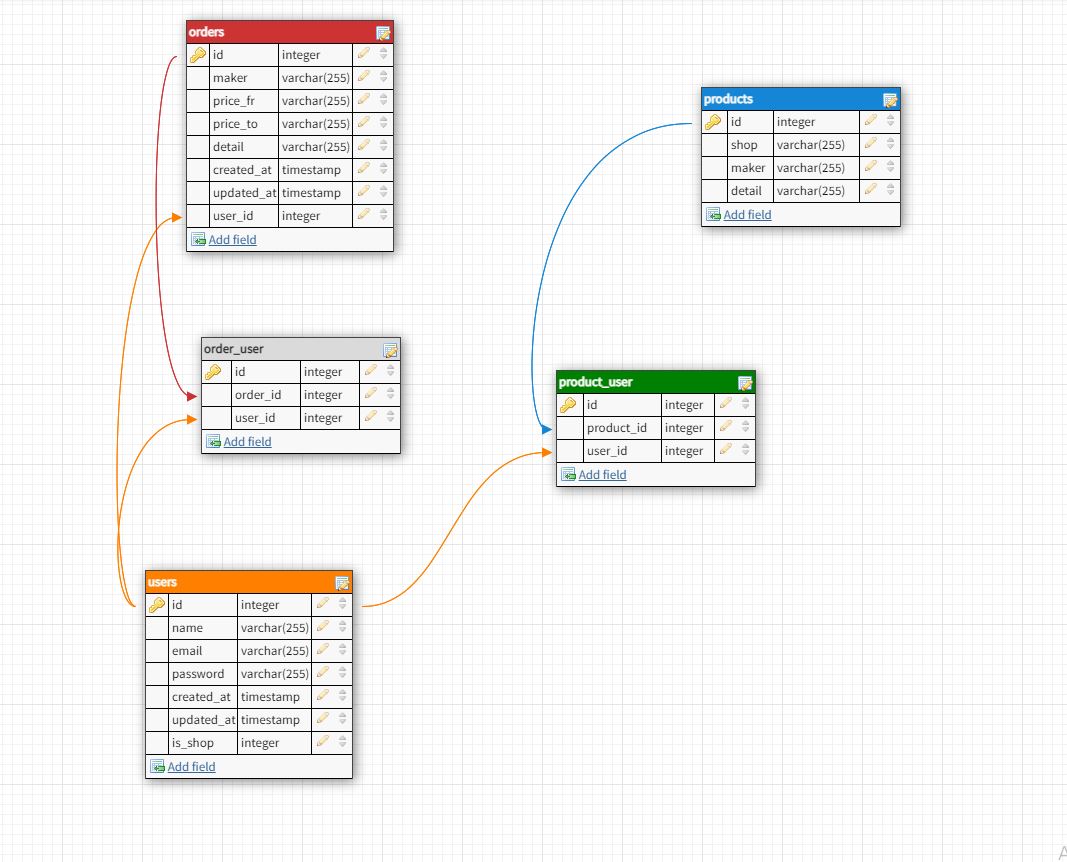 orders
id integer
maker varchar(255)
price_fr varchar(255)
price_to varchar(255)
detail varchar(255)
created_at timestamp
updated_at timestamp
user_id integer
Add field
products
id integer
shop varchar(255)
maker varchar(255)
detail varchar(255)
Add field
order_user
id integer
order_id integer
user_id integer
Add field
product_user
id integer
product_id integer
user_id integer
Add field
users
id integer
name varchar(255)
email varchar(255)
password varchar(255)
created_at timestamp
updated_at timestamp
is_shop integer
Add field